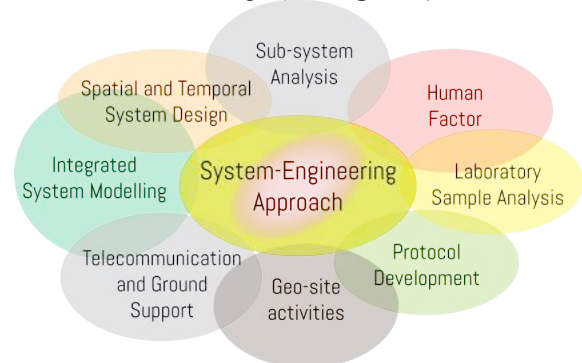 Sub-system
Analysis
Spatial and Temporal
System Design
Human
Factor
Integrated
System Modelling
System-Engineering
Approach
Laboratory
Sample Analysis
Telecommunication
and Ground
Support
Geo-site
activities
Protocol
Development